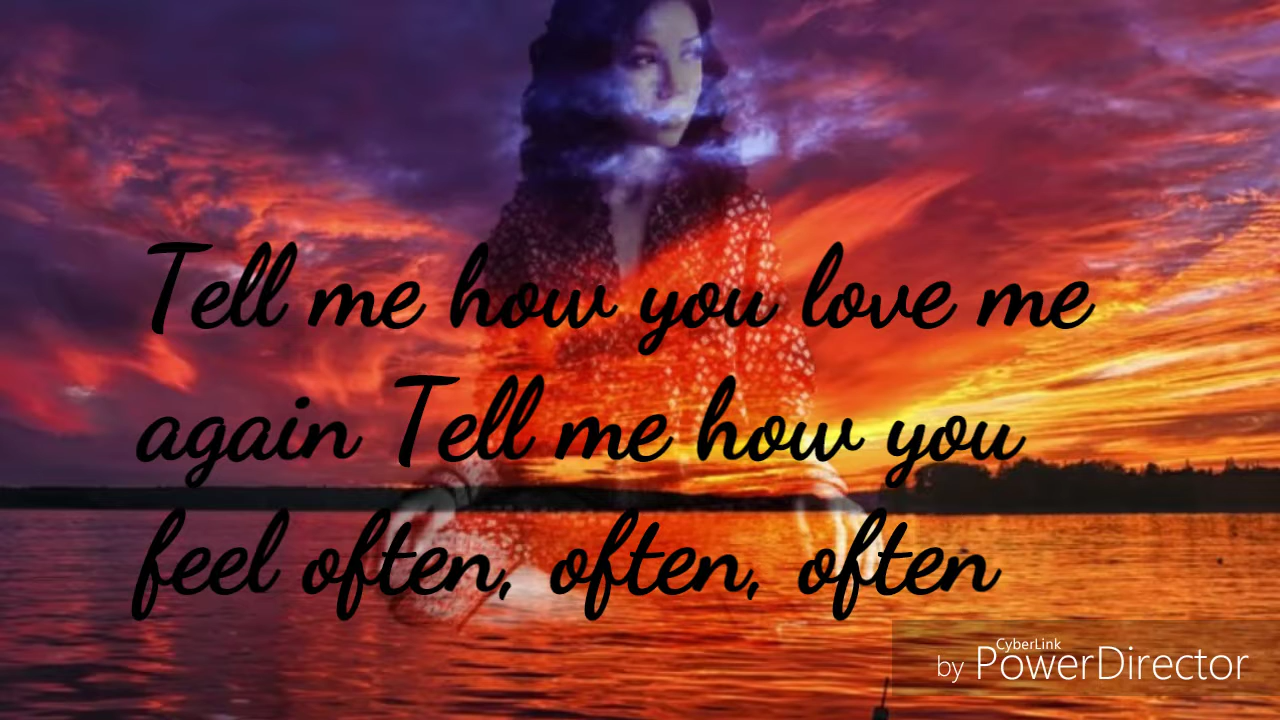 Tell me how you love me
again Tell me how you
feel often, often, often
CyberLink
by PowerDirector